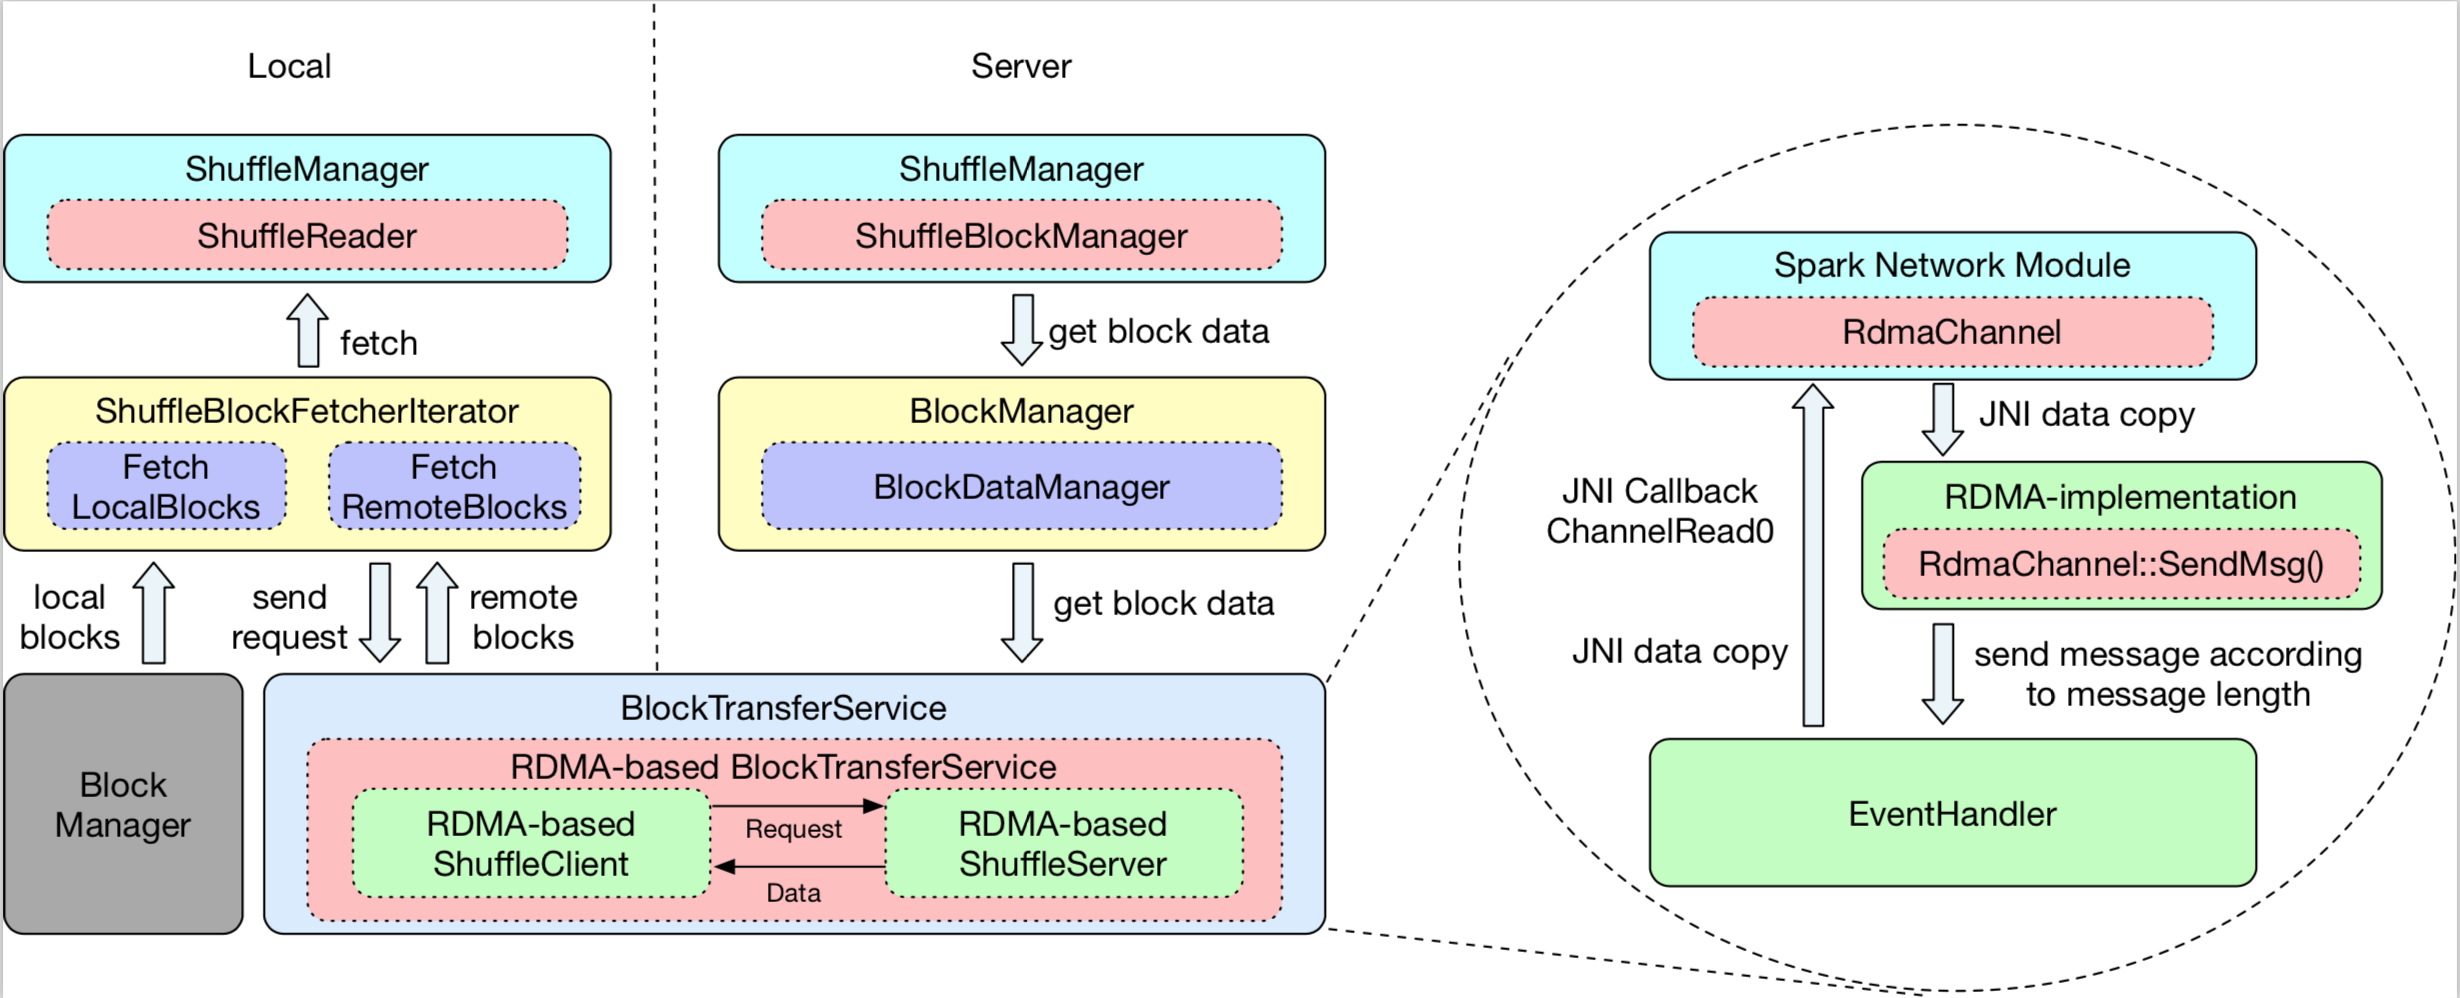 Local
ShuffleManager
ShuffleReader
fetch
ShuffleBlockFetcherIterator
Fetch
LocalBlocks
Fetch
RemoteBlocks
local
blocks
send
request
remote
blocks
Block
Manager
Server
ShuffleManager
ShuffleBlockManager
get block data
BlockManager
BlockDataManager
get block data
BlockTransferService
RDMA-based BlockTransferService
RDMA-based
ShuffleClient
Request
Data
RDMA-based
ShuffleServer
Spark Network Module
RdmaChannel
JNI data copy
JNI Callback
ChannelRead0
RDMA-implementation
RdmaChannel::SendMsg()
JNI data copy
send message according
to message length
EventHandler